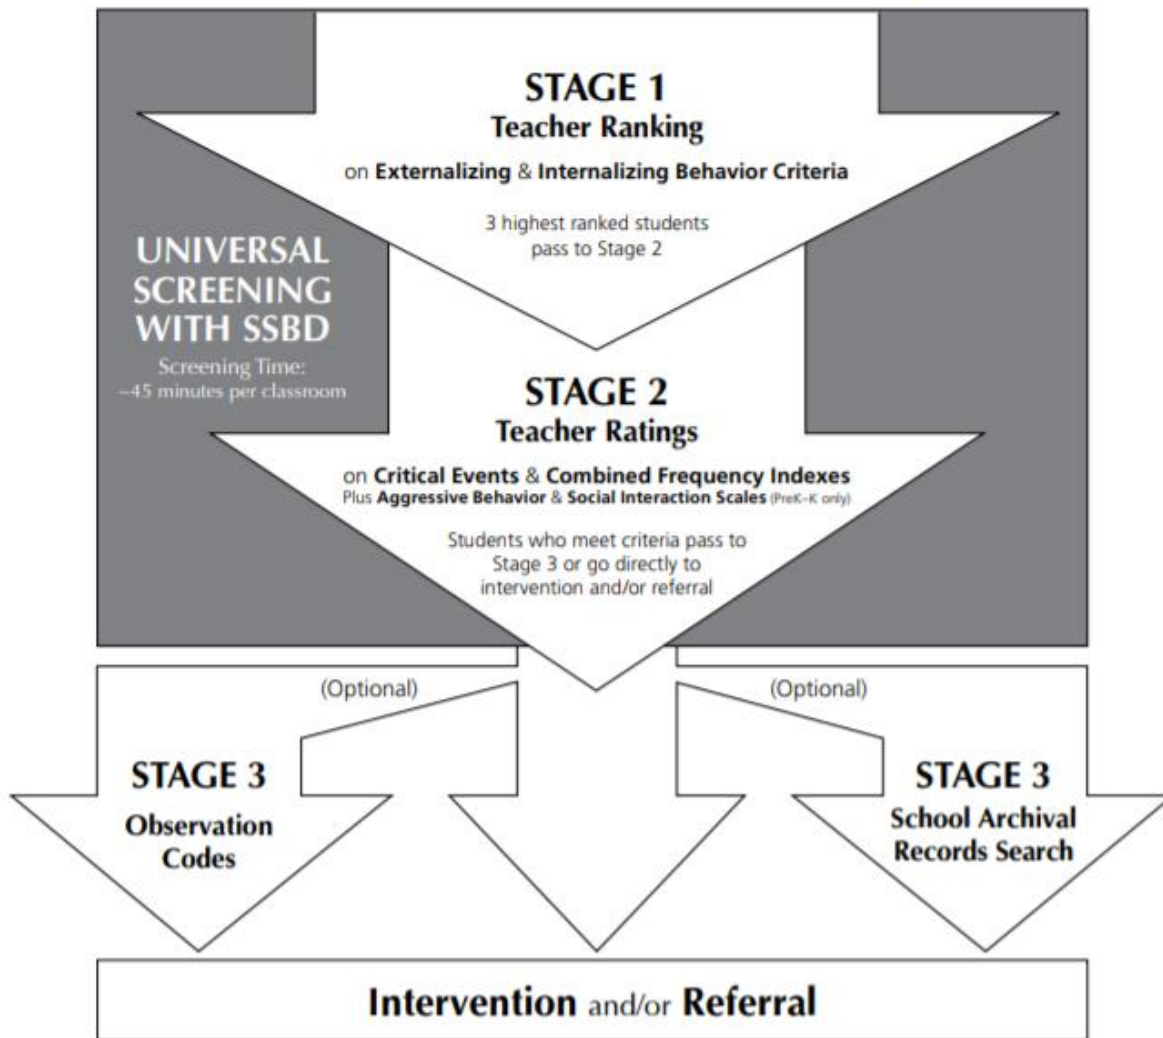 STAGE 1
Teacher Ranking
on Externalizing & Internalizing Behavior Criteria
3 highest ranked students
pass to Stage 2
UNIVERSAL
SCREENING
WITH SSBD
Screening Time:
~45 minutes per classroom
STAGE 2
Teacher Ratings
on Critical Events & Combined Frequency Indexes
Plus Aggressive Behavior & Social Interaction Scales (PreK–K only)
Students who meet criteria pass to
Stage 3 or go directly to
intervention and/or referral
(Optional)
(Optional)
STAGE 3
Observation
Codes
STAGE 3
School Archival
Records Search
Intervention and/or Referral